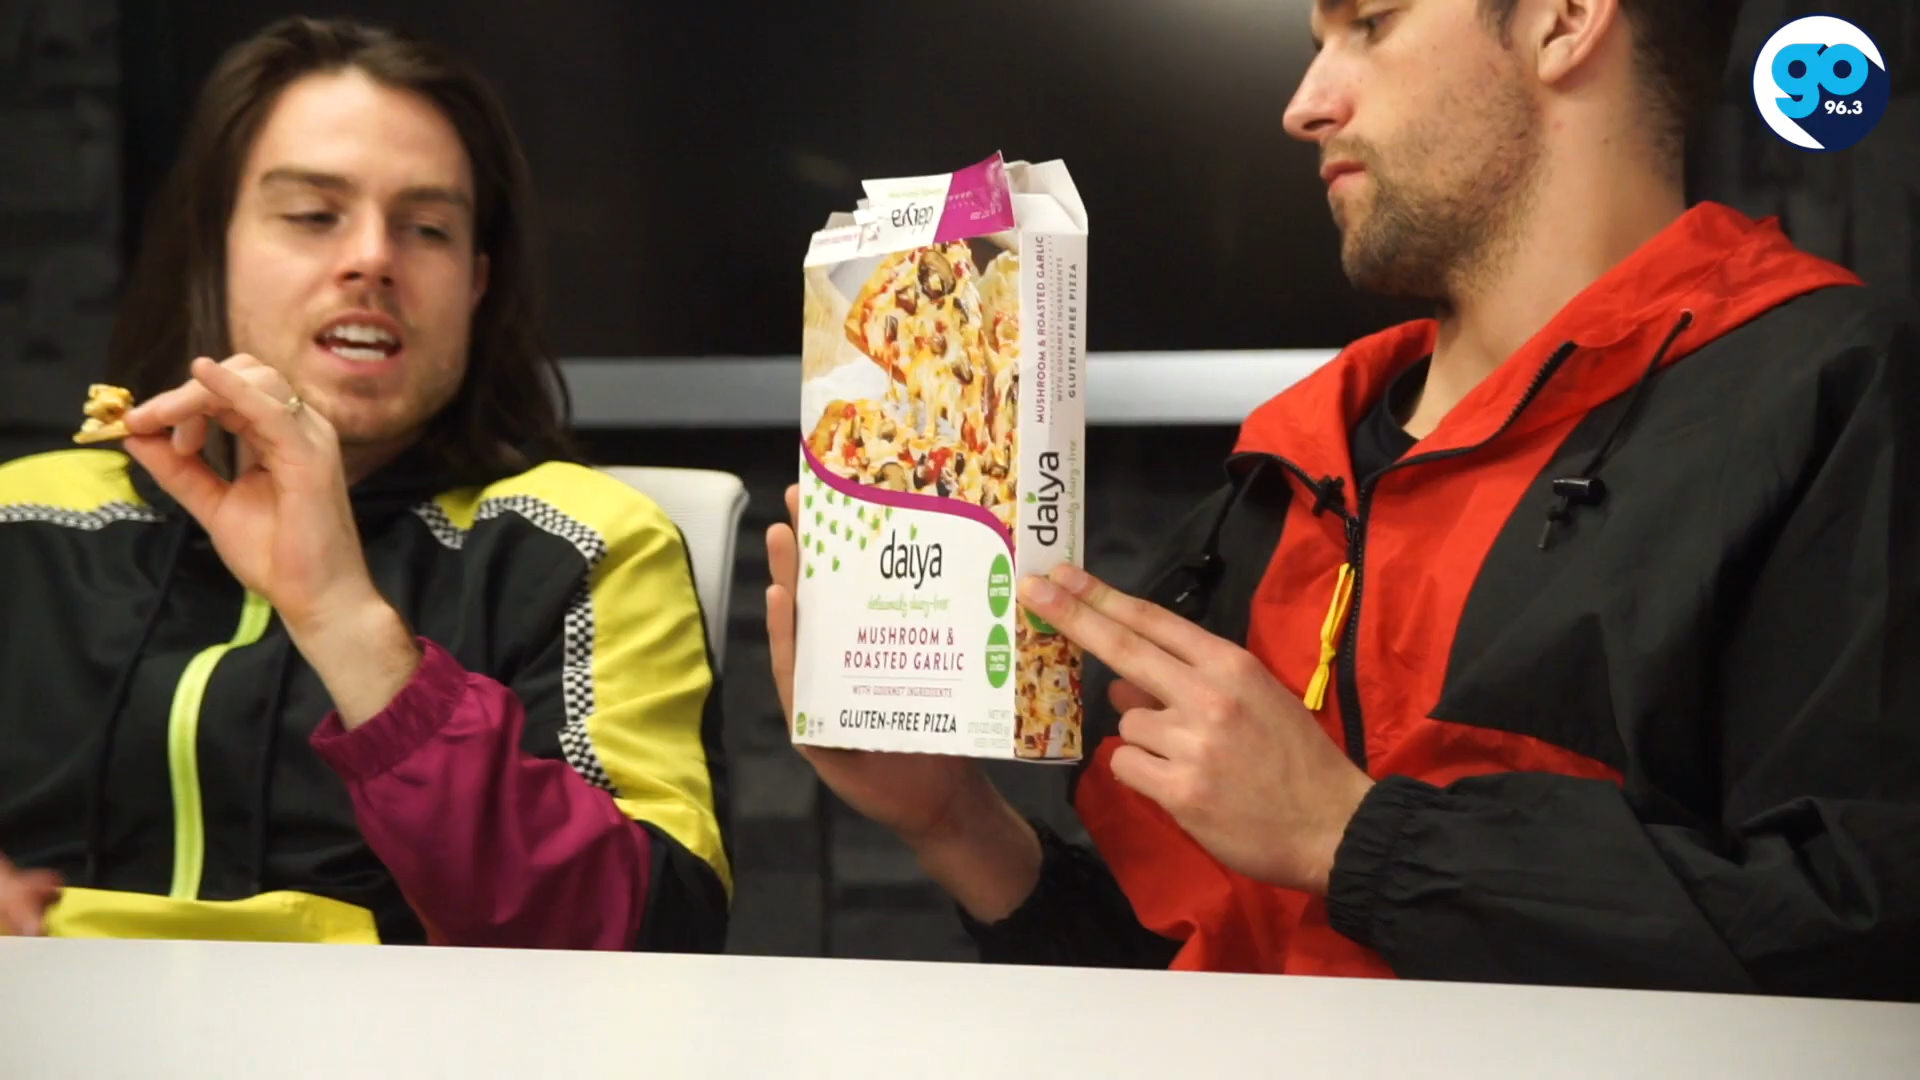 go
96.3
daiya
daiya
deliciously dairy-free
MUSHROOM &
ROASTED GARLIC
WITH GOURMET INGREDIENTS
GLUTEN-FREE PIZZA
MUSHROOM & ROASTED GARLIC
WITH GOURMET INGREDIENTS
GLUTEN-FREE PIZZA
daiya
deliciously dairy-free